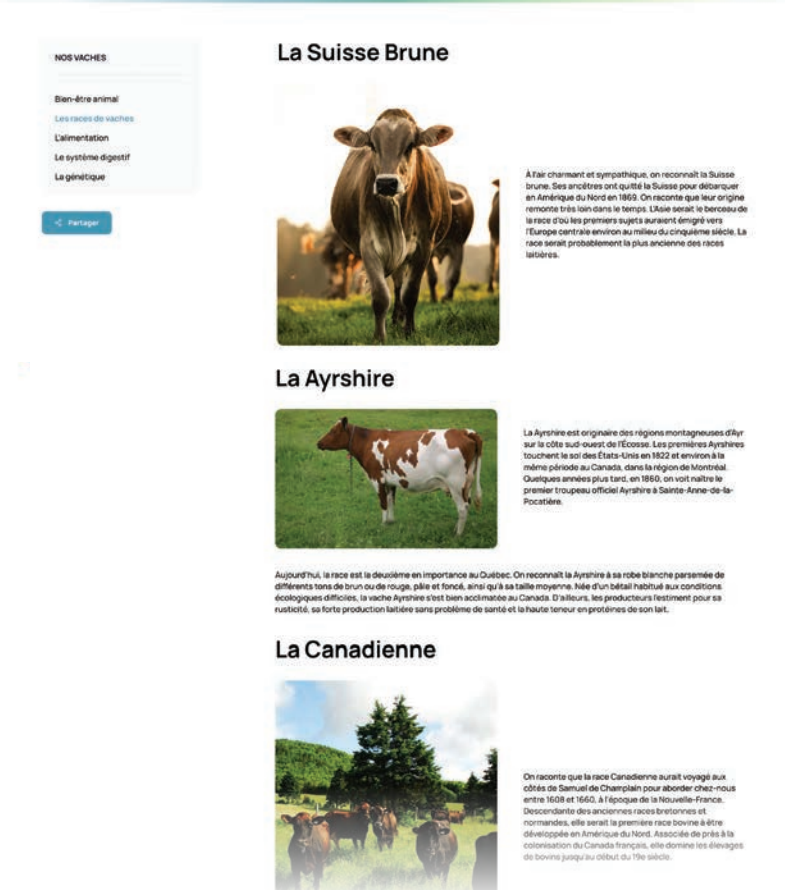 NOS VACHES
Bien-être animal
Les races de vaches
L'alimentation
Le système digestif
La génétique
Partager
La Suisse Brune
À l'air charmant et sympathique, on reconnaît la Suisse
brune. Ses ancêtres ont quitté la Suisse pour débarquer
en Amérique du Nord en 1869. On raconte que leur origine
remonte très loin dans le temps. L'Asie serait le berceau de
la race d'où les premiers sujets auraient émigré vers
l'Europe centrale environ au milieu du cinquième siècle. La
race serait probablement la plus ancienne des races
laitières.
La Ayrshire
La Ayrshire est originaire des régions montagneuses d'Ayr
sur la côte sud-ouest de l'Écosse. Les premières Ayrshires
touchent le sol des États-Unis en 1822 et environ à la
même période au Canada, dans la région de Montréal.
Quelques années plus tard, en 1860, on voit naître le
premier troupeau officiel Ayrshire à Sainte-Anne-de-la-
Pocatière.
Aujourd'hui, la race est la deuxième en importance au Québec. On reconnaît la Ayrshire à sa robe blanche parsemée de
différents tons de brun ou de rouge, pâle et foncé, ainsi qu'à sa taille moyenne. Née d'un bétail habitué aux conditions
écologiques difficiles, la vache Ayrshire s'est bien acclimatée au Canada. D'ailleurs, les producteurs l'estiment pour sa
rusticité, sa forte production laitière sans problème de santé et la haute teneur en protéines de son lait.
La Canadienne
On raconte que la race Canadienne aurait voyagé aux
côtés de Samuel de Champlain pour aborder chez-nous
entre 1608 et 1660, à l'époque de la Nouvelle-France.
Descendante des anciennes races bretonnes et
normandes, elle serait la première race bovine à être
développée en Amérique du Nord. Associée de près à la
colonisation du Canada français, elle domine les élevages
de bovins jusqu'au début du 19e siècle.